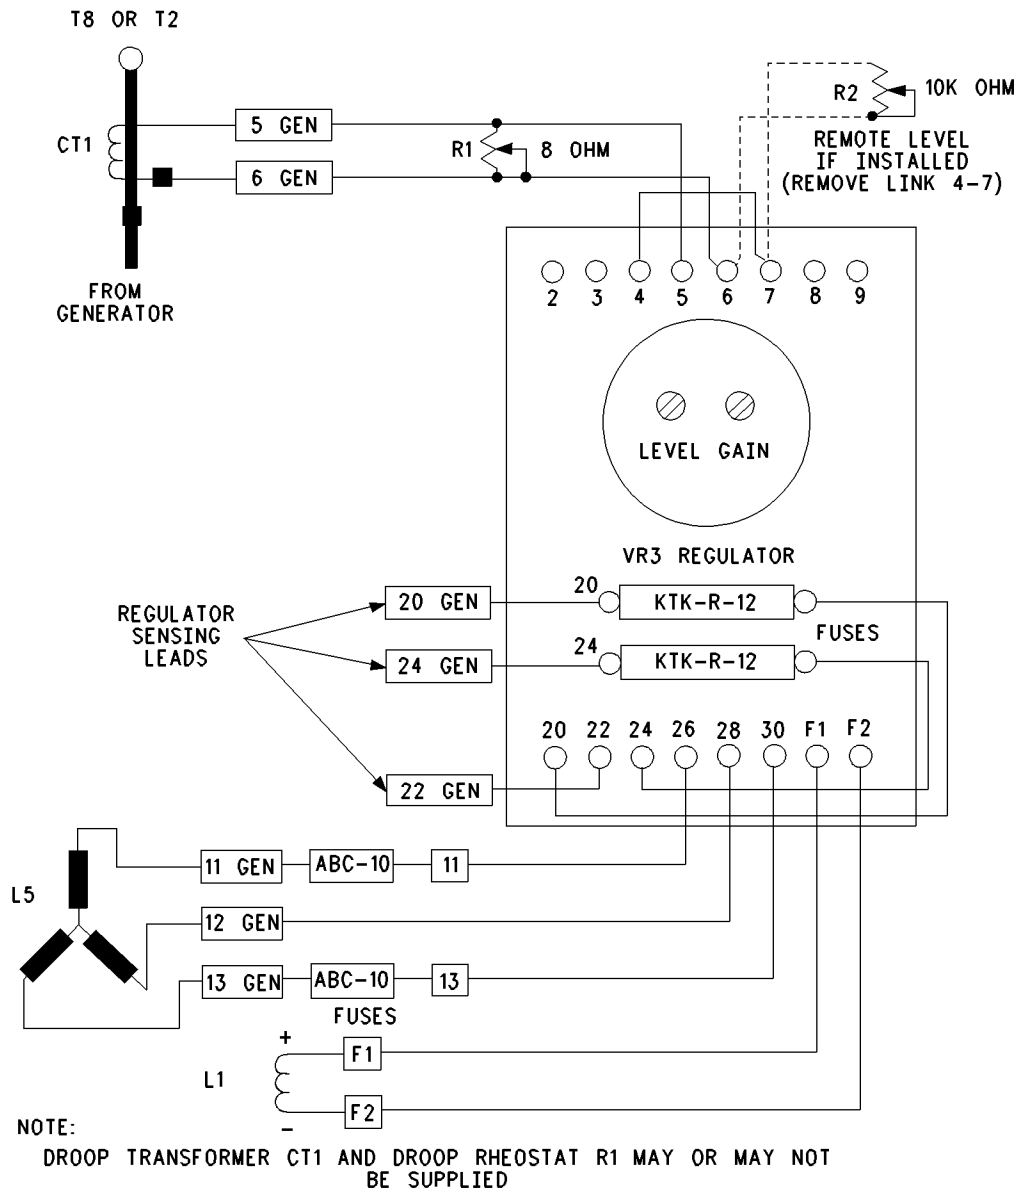 T8 OR T2
CT1
5 GEN
6 GEN
R1
8 OHM
R2
10K OHM
REMOTE LEVEL
IF INSTALLED
(REMOVE LINK 4-7)
FROM
GENERATOR
2 3 4 5 6 7 8 9
LEVEL GAIN
VR3 REGULATOR
REGULATOR
SENSING
LEADS
20 GEN
20
KTK-R-12
FUSES
24 GEN
24
KTK-R-12
20 22 24 26 28 30 F1 F2
22 GEN
L5
11 GEN
ABC-10
11
12 GEN
13 GEN
ABC-10
13
FUSES
+
L1
F1
F2
-
NOTE:
DROOP TRANSFORMER CT1 AND DROOP RHEOSTAT R1 MAY OR MAY NOT
BE SUPPLIED